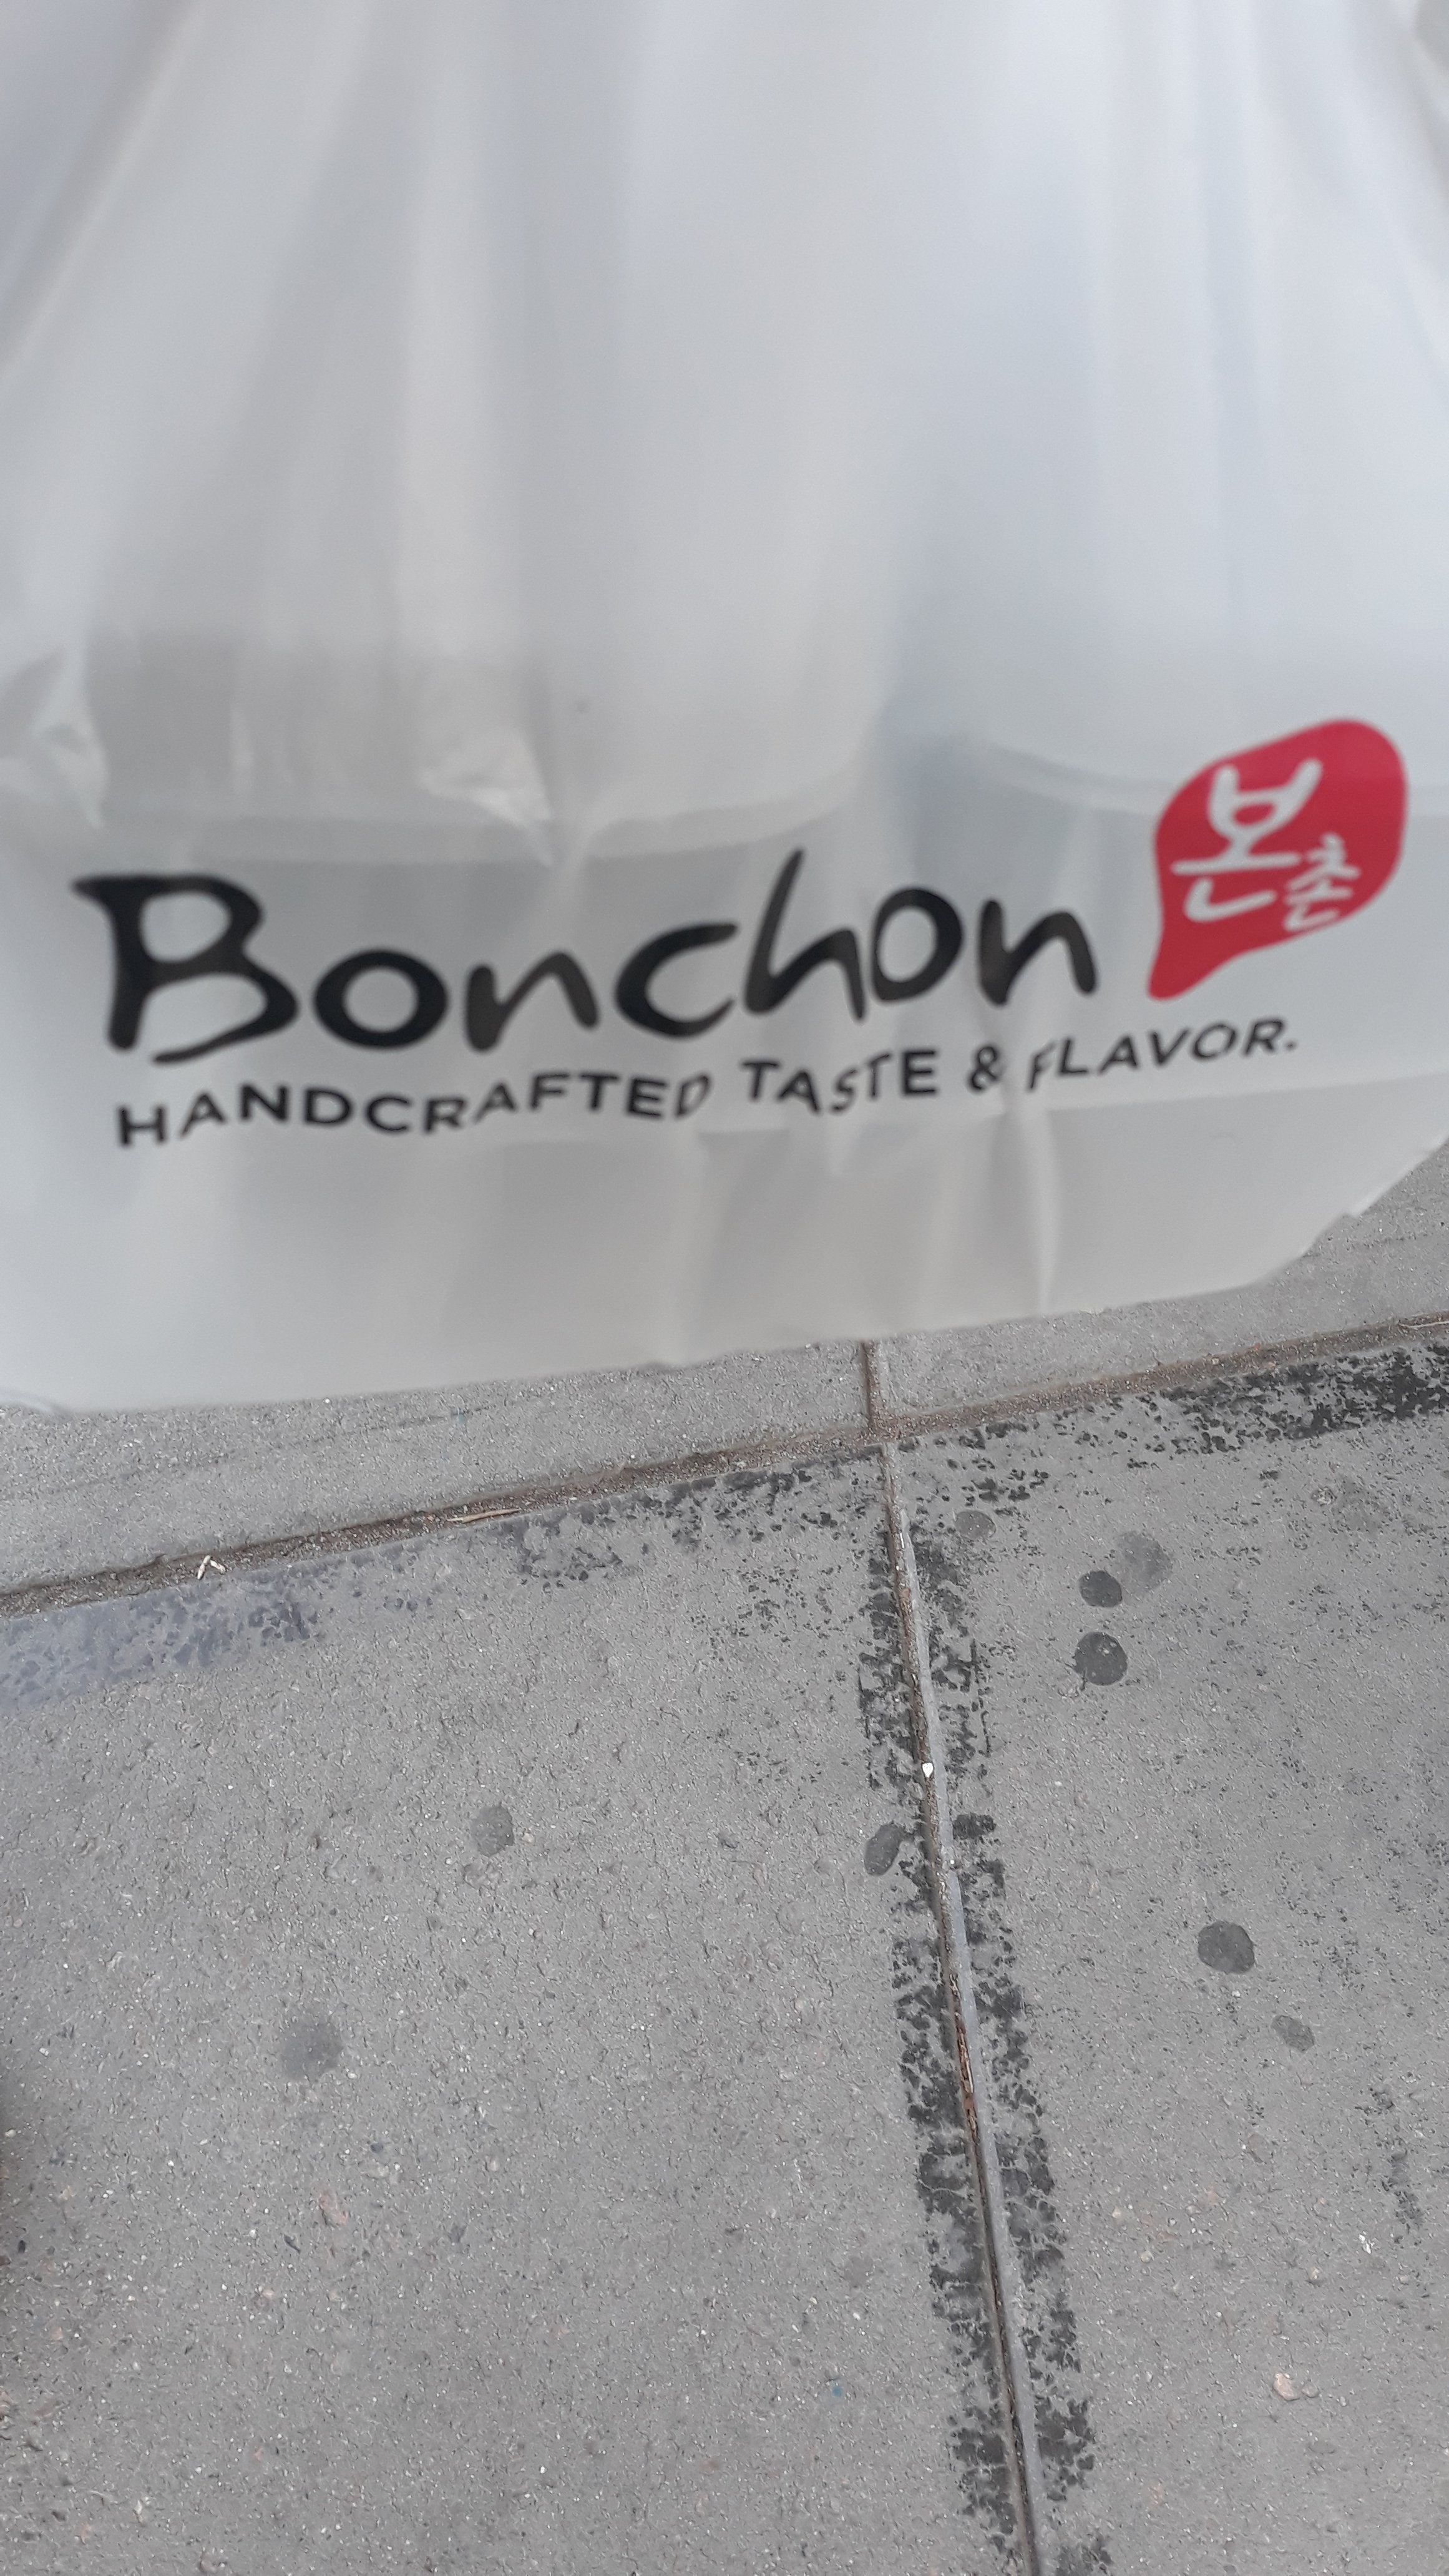 Bonchon 본촌
HANDCRAFTED TASTE & FLAVOR.